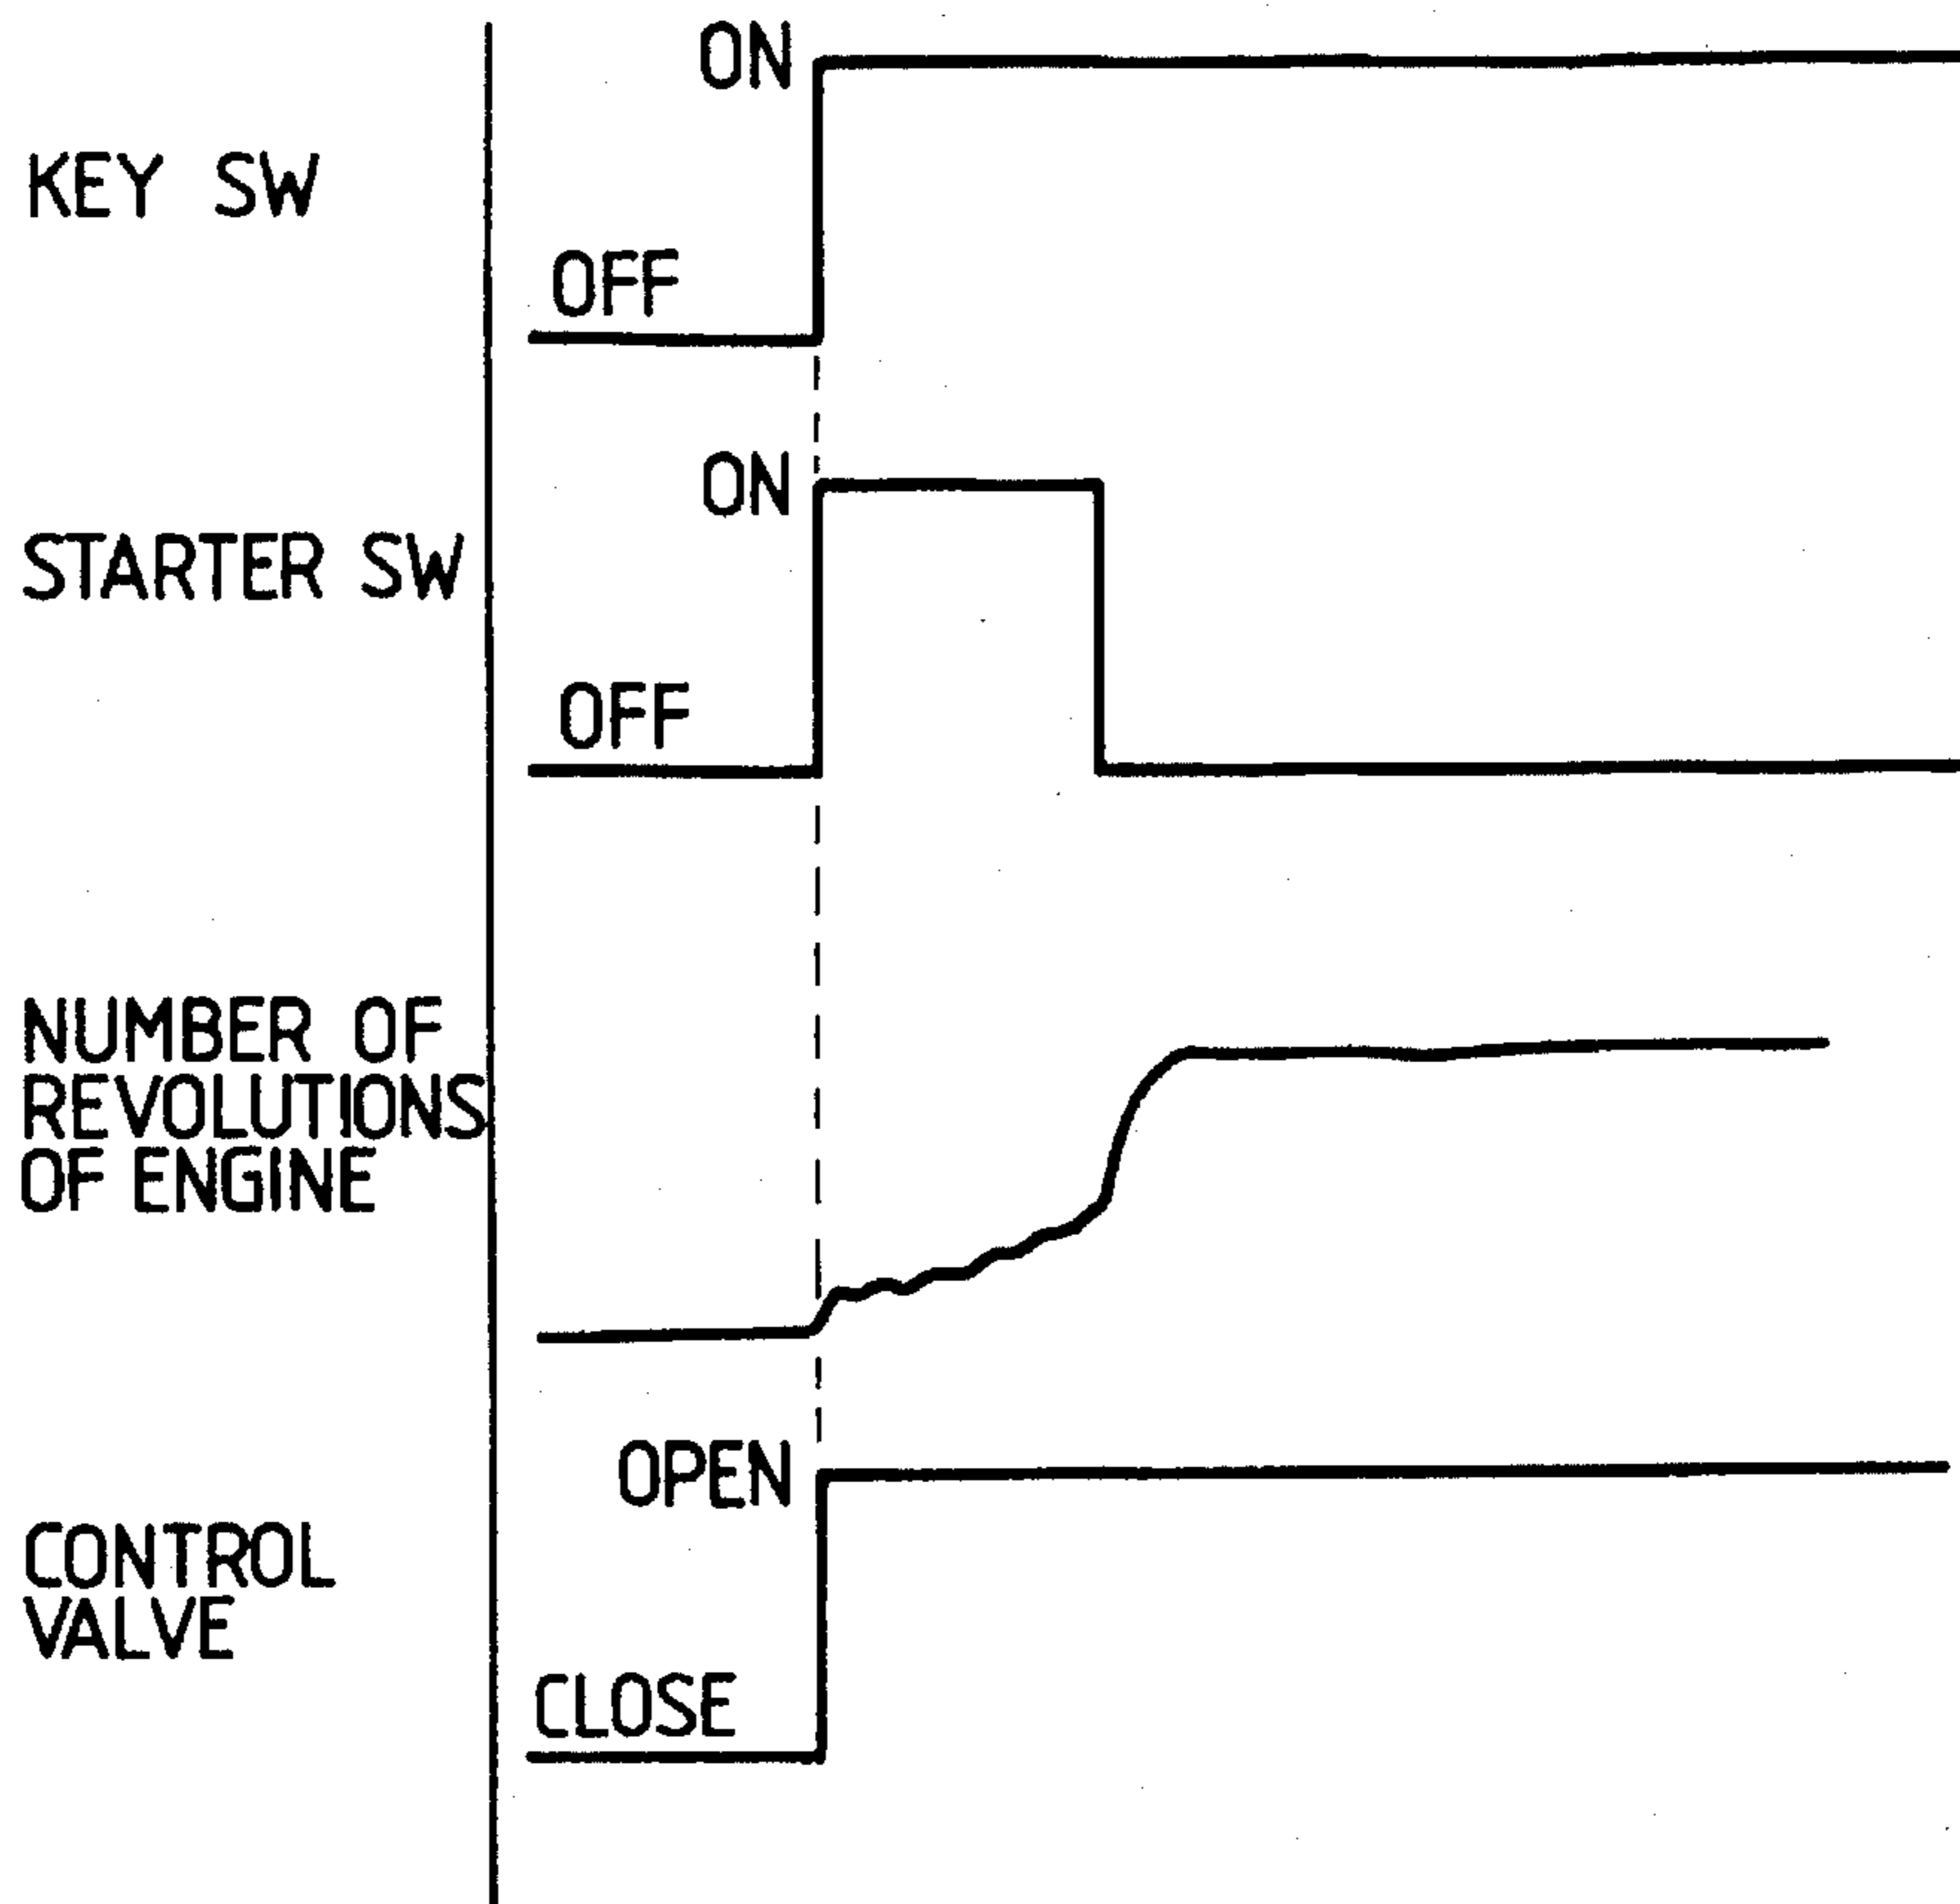 ON
KEY SW
OFF
ON
STARTER SW
OFF
NUMBER OF
REVOLUTIONS
OF ENGINE
OPEN
CONTROL
VALVE
CLOSE